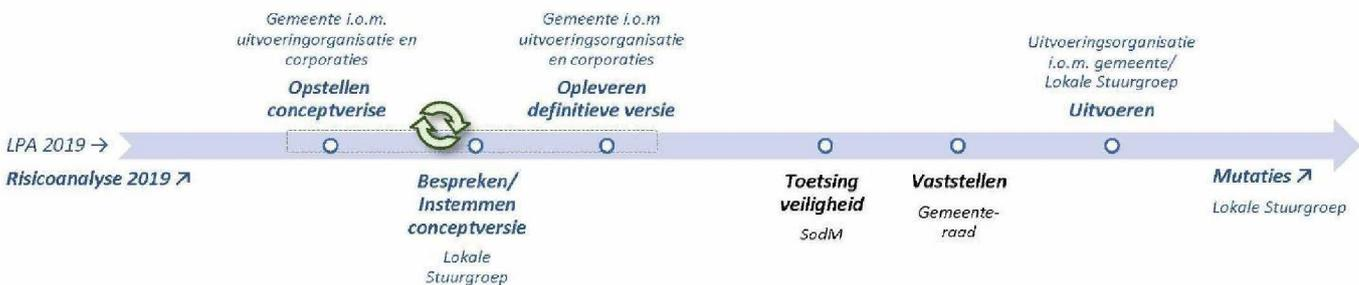 Gemeente i.o.m.
uitvoeringorganisatie en
corporaties
Opstellen
conceptverise
Gemeente i.o.m
uitvoeringsorganisatie
en corporaties
Opleveren
definitieve versie
Uitvoeringsorganisatie
i.o.m. gemeente/
Lokale Stuurgroep
Uitvoeren
LPA 2019 →
Risicoanalyse 2019 ↗
Bespreken/
Instemmen
conceptversie
Lokale
Stuurgroep
Toetsing
veiligheid
SodM
Vaststellen
Gemeente-
raad
Mutaties ↗
Lokale Stuurgroep